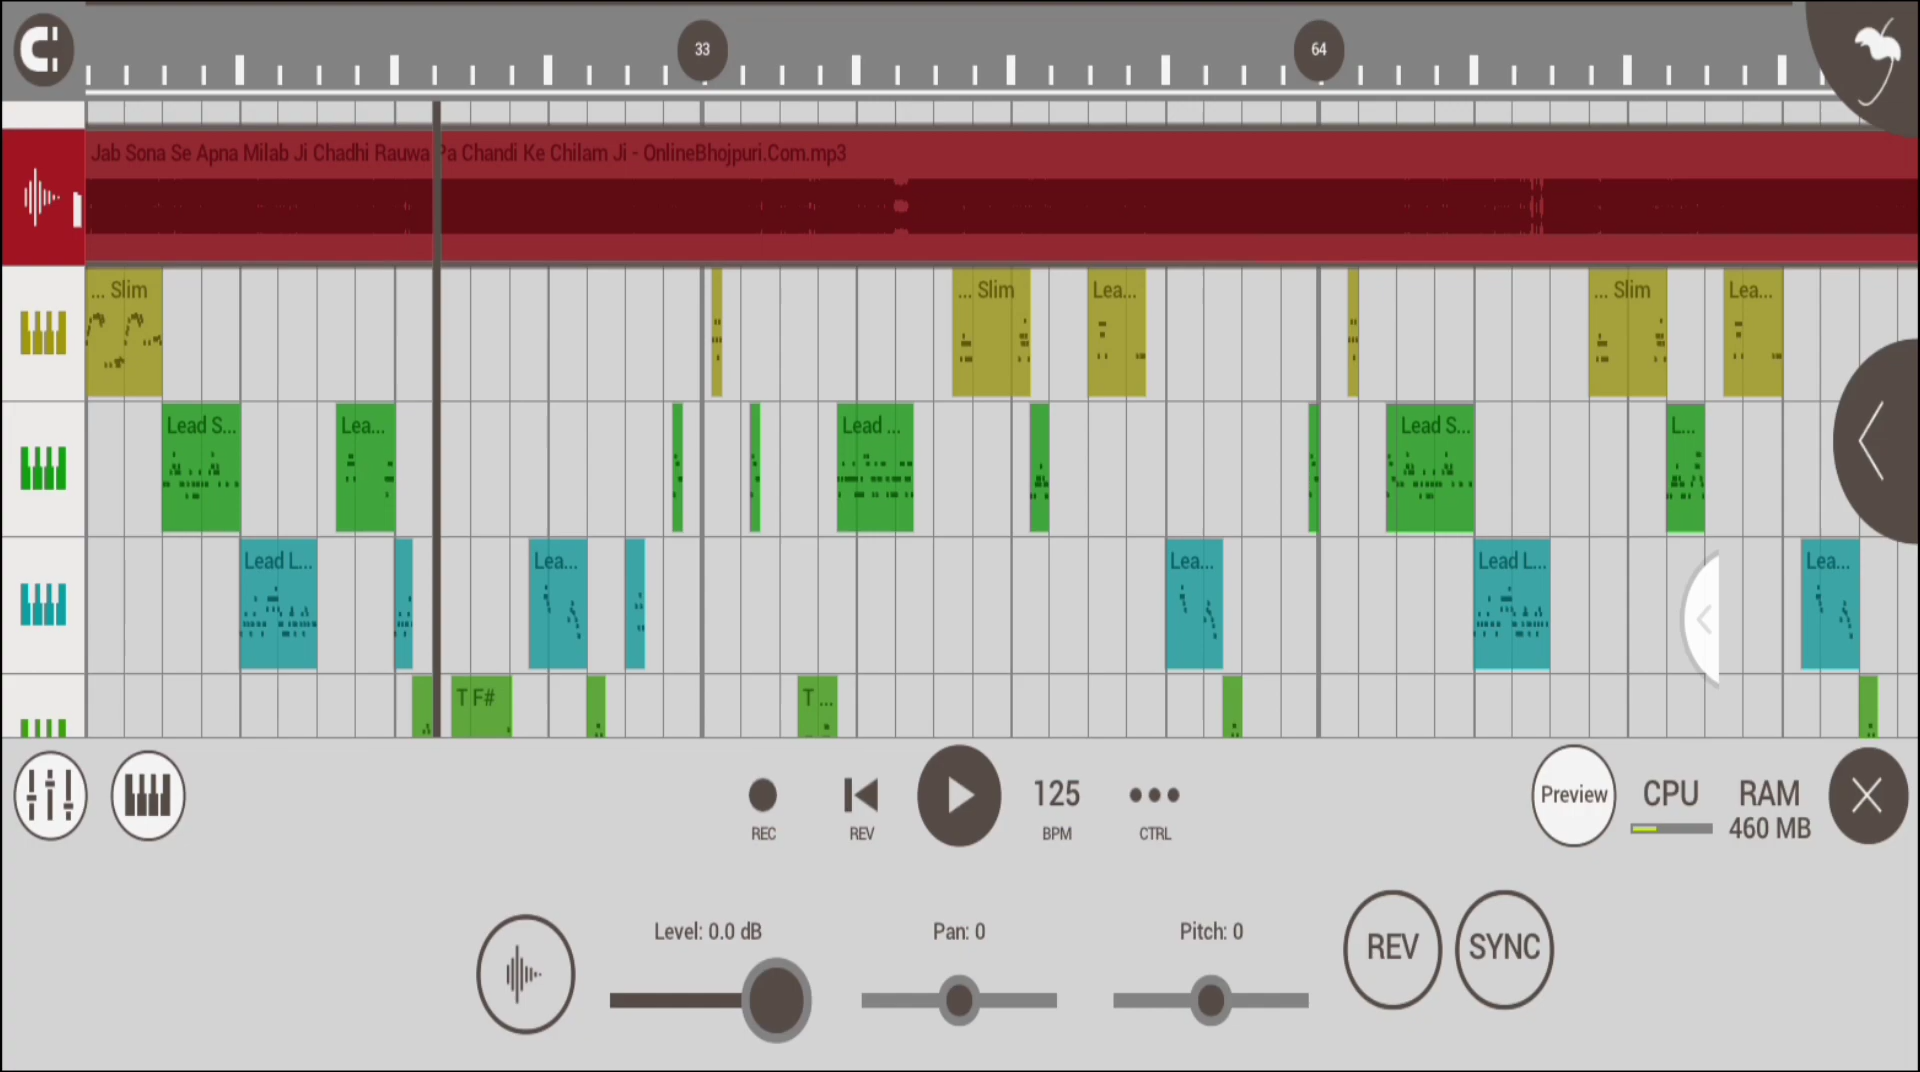 33
64
Jab Sona Se Apna Milab Ji Chadhi Rauwa Pa Chandi Ke Chilam Ji - OnlineBhojpuri.Com.mp3
... Slim
... Slim
Lea...
... Slim
Lea...
Lead S...
Lea...
Lead ...
Lead S...
L...
Lead L...
Lea...
Lea...
Lead L...
Lea...
T F#
T ...
REC
REV
125
BPM
CTRL
Preview
CPU
RAM
460 MB
Level: 0.0 dB
Pan: 0
Pitch: 0
REV
SYNC